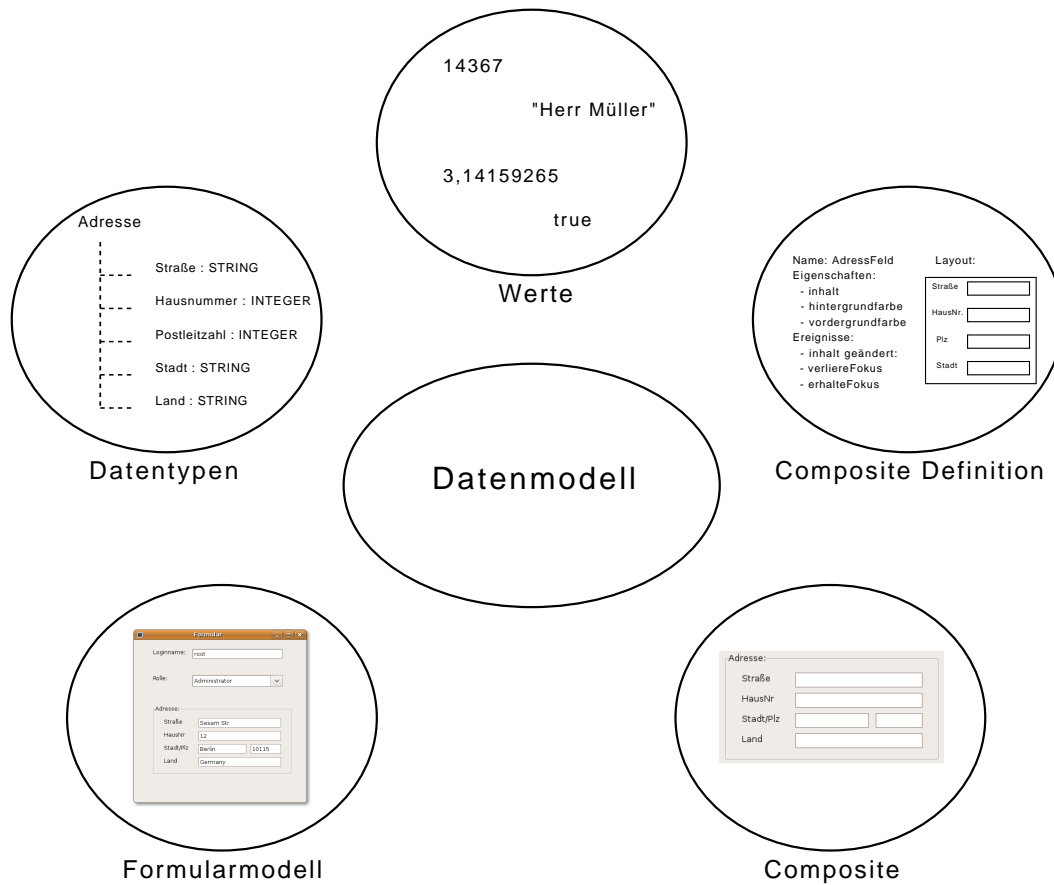 14367
"Herr Müller"
3,14159265
true
Werte
Adresse
Straße : STRING
Hausnummer : INTEGER
Postleitzahl : INTEGER
Stadt : STRING
Land : STRING
Datentypen
Name: AdressFeld
Eigenschaften:
- inhalt
- hintergrundfarbe
- vordergrundfarbe
Ereignisse:
- inhalt geändert:
- verliereFokus
- erhalteFokus
Layout:
Straße
HausNr.
Plz
Stadt
Composite Definition
Datenmodell
Formular
Loginname: root
Rolle: Administrator
Adresse:
Straße Sesam Str
HausNr 12
Stadt/Plz Berlin 10115
Land Germany
Formularmodell
Adresse:
Straße
HausNr
Stadt/Plz
Land
Composite